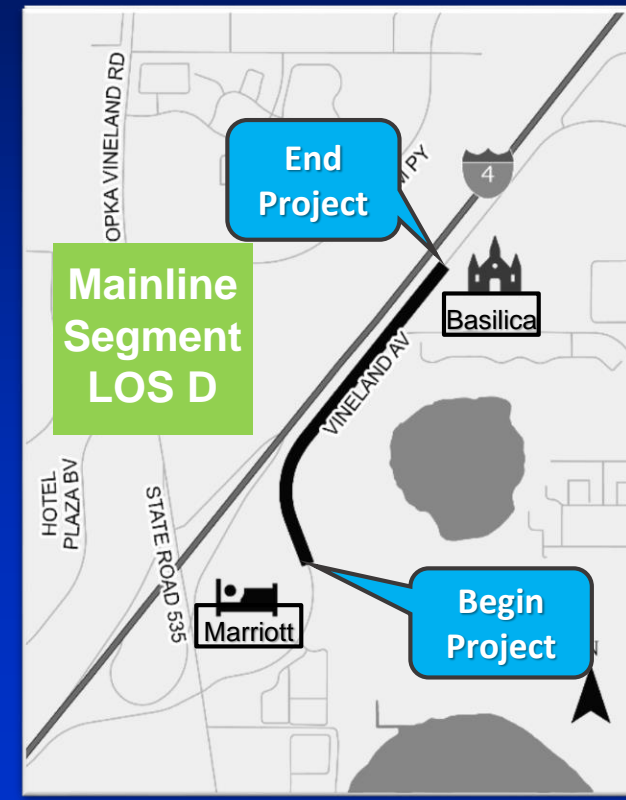 OPKA VINELAND RD
End
Project
M PY
4
Mainline
Segment
LOS D
Basilica
VINELAND AV
HOTEL
PLAZA BV
STATE ROAD 535
Marriott
Begin
Project
N